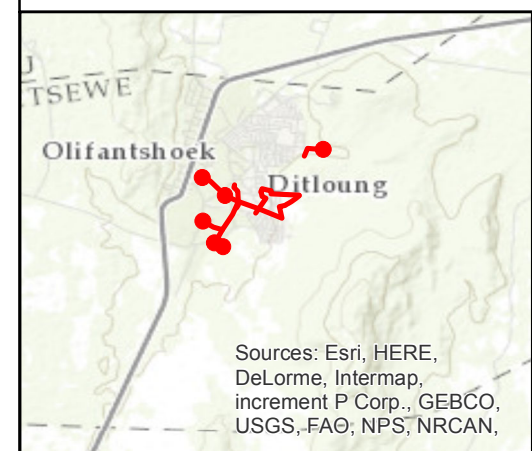 TSEWE
Olifantshoek
Ditloung
Sources: Esri, HERE,
DeLorme, Intermap,
increment P Corp., GEBCO,
USGS, FAO, NPS, NRCAN,